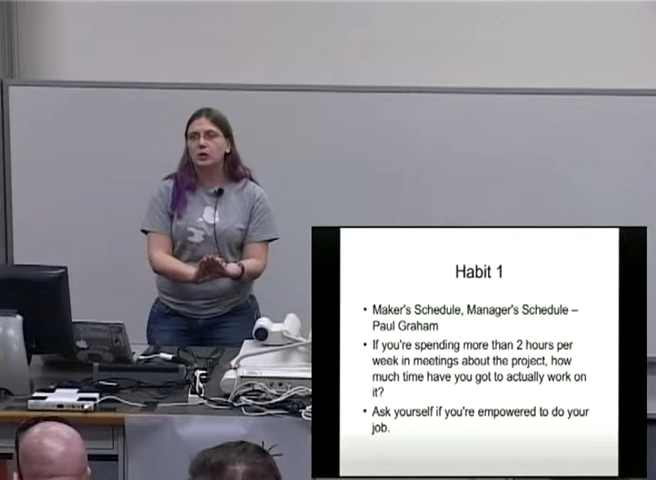 Habit 1
• Maker's Schedule, Manager's Schedule –
Paul Graham
• If you're spending more than 2 hours per
week in meetings about the project, how
much time have you got to actually work on
it?
• Ask yourself if you're empowered to do your
job.